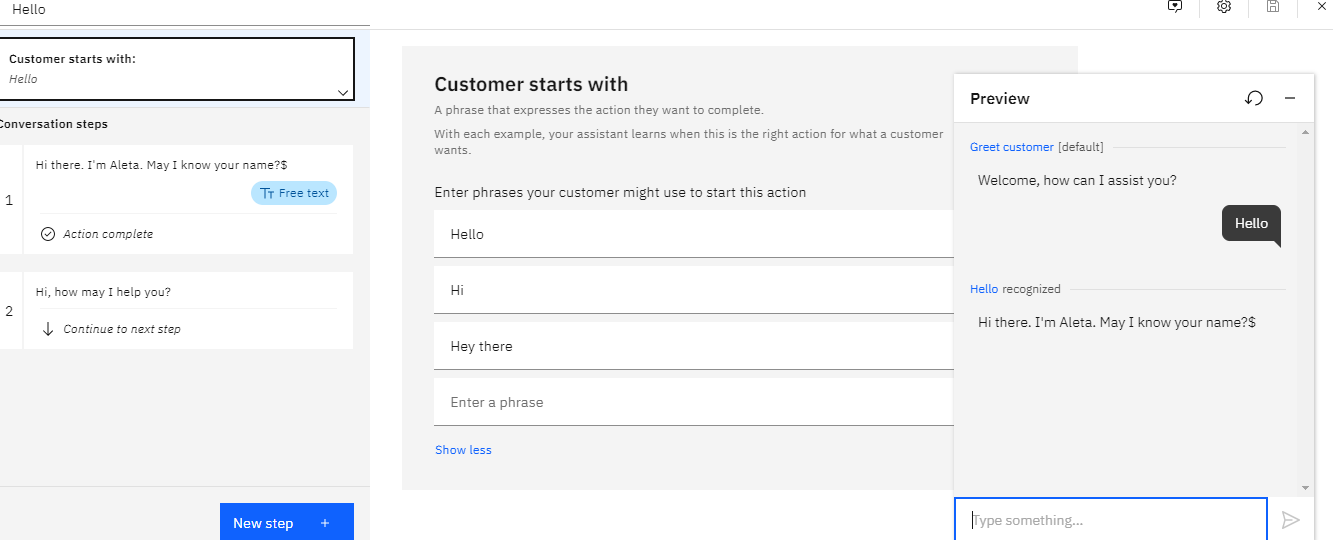 Hello
Customer starts with:
Hello
Conversation steps
1
Hi there. I'm Aleta. May I know your name?$
Free text
Action complete
2
Hi, how may I help you?
Continue to next step
New step +
Customer starts with
A phrase that expresses the action they want to complete.
With each example, your assistant learns when this is the right action for what a customer
wants.
Enter phrases your customer might use to start this action
Hello
Hi
Hey there
Enter a phrase
Show less
Preview
Greet customer [default]
Welcome, how can I assist you?
Hello
Hello recognized
Hi there. I'm Aleta. May I know your name?$
Type something...